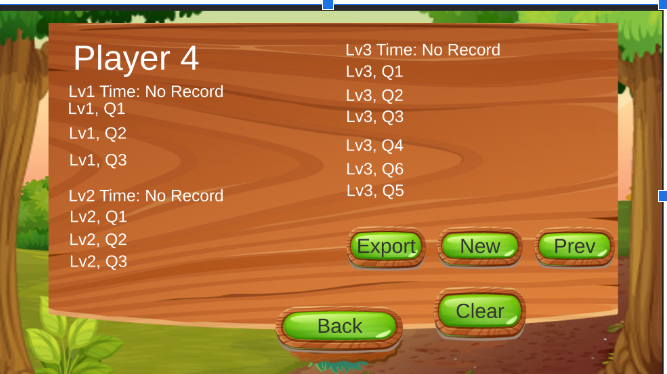 Player 4
Lv1 Time: No Record
Lv1, Q1
Lv1, Q2
Lv1, Q3
Lv2 Time: No Record
Lv2, Q1
Lv2, Q2
Lv2, Q3
Lv3 Time: No Record
Lv3, Q1
Lv3, Q2
Lv3, Q3
Lv3, Q4
Lv3, Q6
Lv3, Q5
Export
New
Prev
Back
Clear